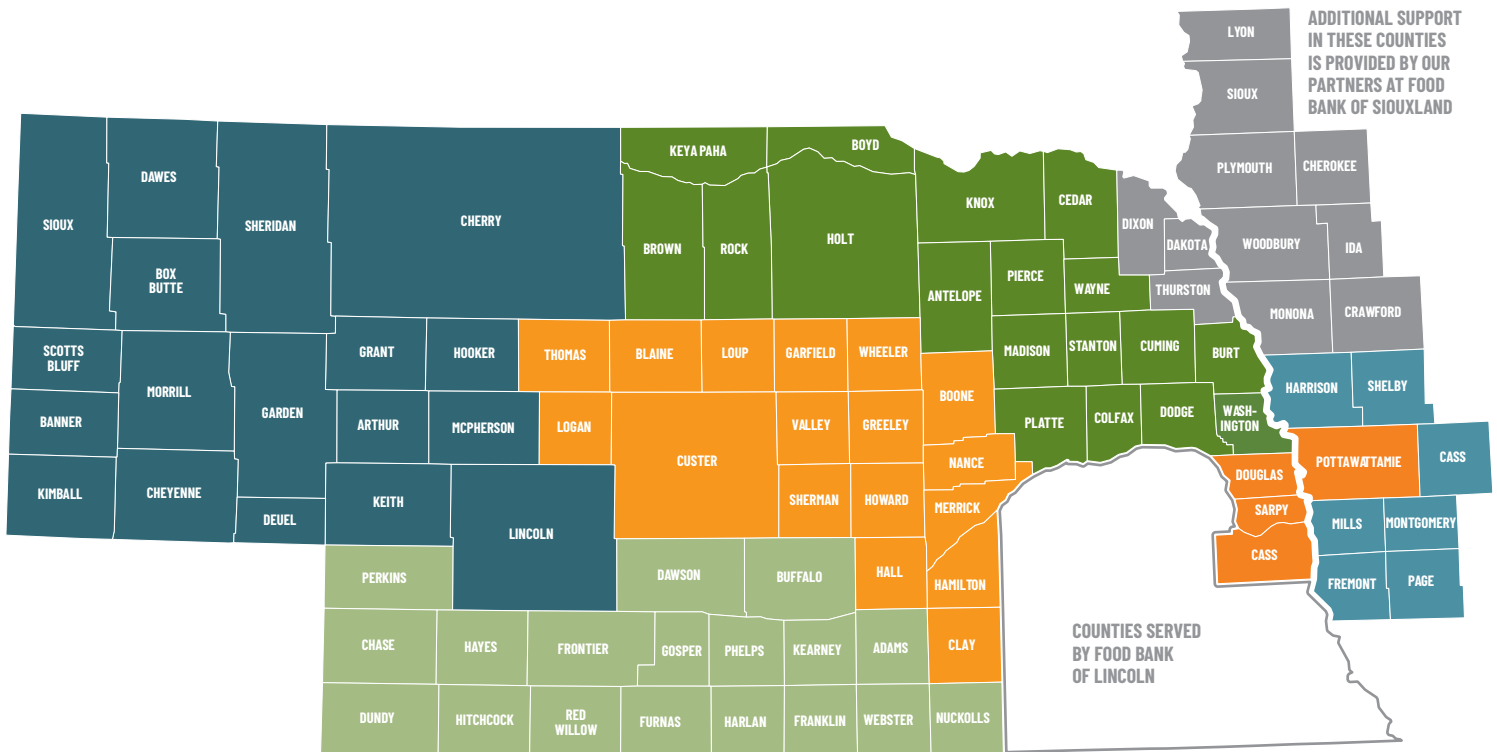 LYON
ADDITIONAL SUPPORT
IN THESE COUNTIES
IS PROVIDED BY OUR
PARTNERS AT FOOD
BANK OF SIOUXLAND
SIOUX
PLYMOUTH
CHEROKEE
KEYA PAHA
BOYD
DAWES
SIOUX
SHERIDAN
CHERRY
BROWN
ROCK
HOLT
KNOX
CEDAR
DIXON
DAKOTA
WOODBURY
IDA
BOX
BUTTE
ANTELOPE
PIERCE
WAYNE
THURSTON
MONONA
CRAWFORD
SCOTTS
BLUFF
MORRILL
GARDEN
GRANT
HOOKER
THOMAS
BLAINE
LOUP
GARFIELD
WHEELER
MADISON
STANTON
CUMING
BURT
HARRISON
SHELBY
BANNER
ARTHUR
MCPHERSON
LOGAN
CUSTER
VALLEY
GREELEY
BOONE
PLATTE
COLFAX
DODGE
WASH-
INGTON
KIMBALL
CHEYENNE
DEUEL
KEITH
LINCOLN
SHERMAN
HOWARD
NANCE
MERRICK
DOUGLAS
POTTAWATTAMIE
CASS
SARPY
MILLS
MONTGOMERY
CASS
FREMONT
PAGE
PERKINS
DAWSON
BUFFALO
HALL
HAMILTON
CHASE
HAYES
FRONTIER
GOSPER
PHELPS
KEARNEY
ADAMS
CLAY
COUNTIES SERVED
BY FOOD BANK
OF LINCOLN
DUNDY
HITCHCOCK
RED
WILLOW
FURNAS
HARLAN
FRANKLIN
WEBSTER
NUCKOLLS